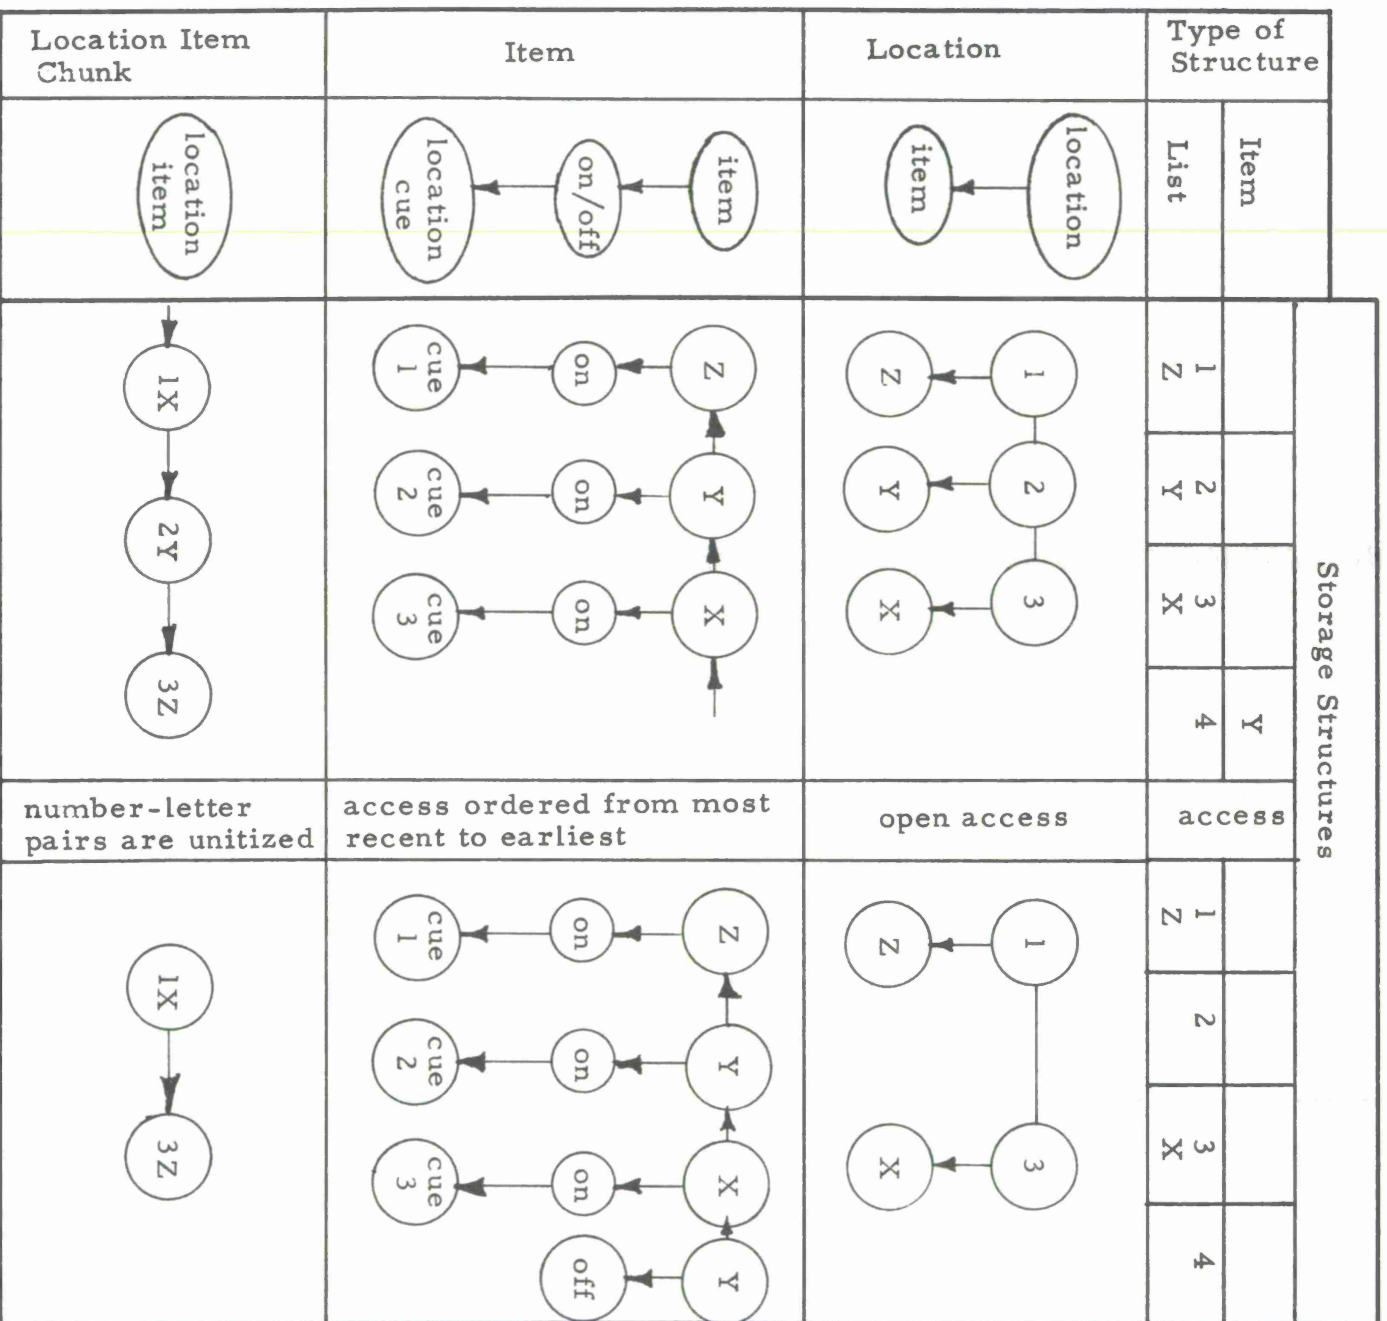 Location Item
Chunk
Item
Location
Type of
Structure
location
item
location
cue
on/off
item
item
location
List
Item
Storage Structures
1X
2Y
3Z
cue
1
on
Z
cue
2
on
Y
cue
3
on
X
Z
1
Y
2
X
3
1
Z
2
Y
3
X
4
Y
number-letter
pairs are unitized
access ordered from most
recent to earliest
open access
access
1X
3Z
cue
1
on
Z
cue
2
on
Y
cue
3
on
X
off
Y
Z
1
X
3
1
Z
2
3
X
4